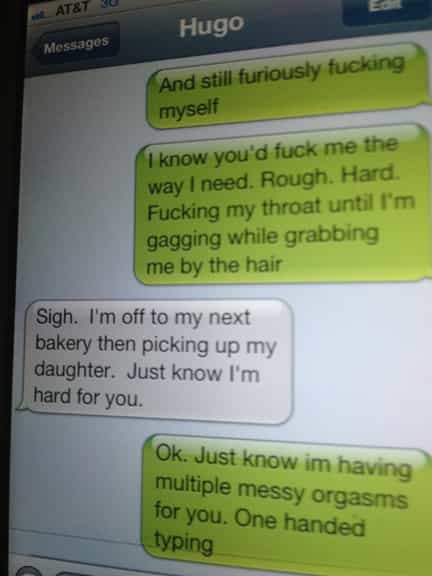 AT&T 3G
Messages
Hugo
Edit
And still furiously fucking
myself
I know you'd fuck me the
way I need. Rough. Hard.
Fucking my throat until I'm
gagging while grabbing
me by the hair
Sigh. I'm off to my next
bakery then picking up my
daughter. Just know I'm
hard for you.
Ok. Just know im having
multiple messy orgasms
for you. One handed
typing